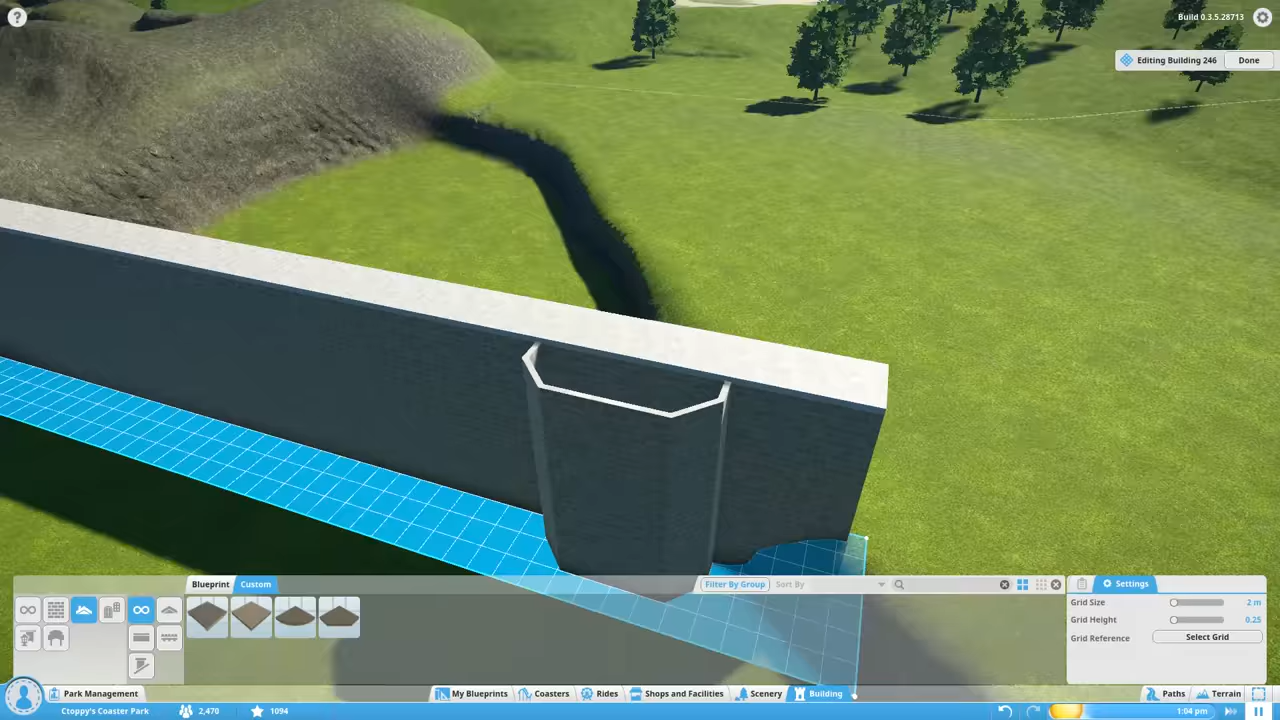 ?
Build 0.3.5.28713
Editing Building 246 Done
Blueprint Custom
Filter By Group Sort By
Settings
Grid Size 2 m
Grid Height 0.25
Grid Reference Select Grid
Park Management My Blueprints Coasters Rides Shops and Facilities Scenery Building Paths Terrain
Ctoppy's Coaster Park 2,470 1094 1:04 pm